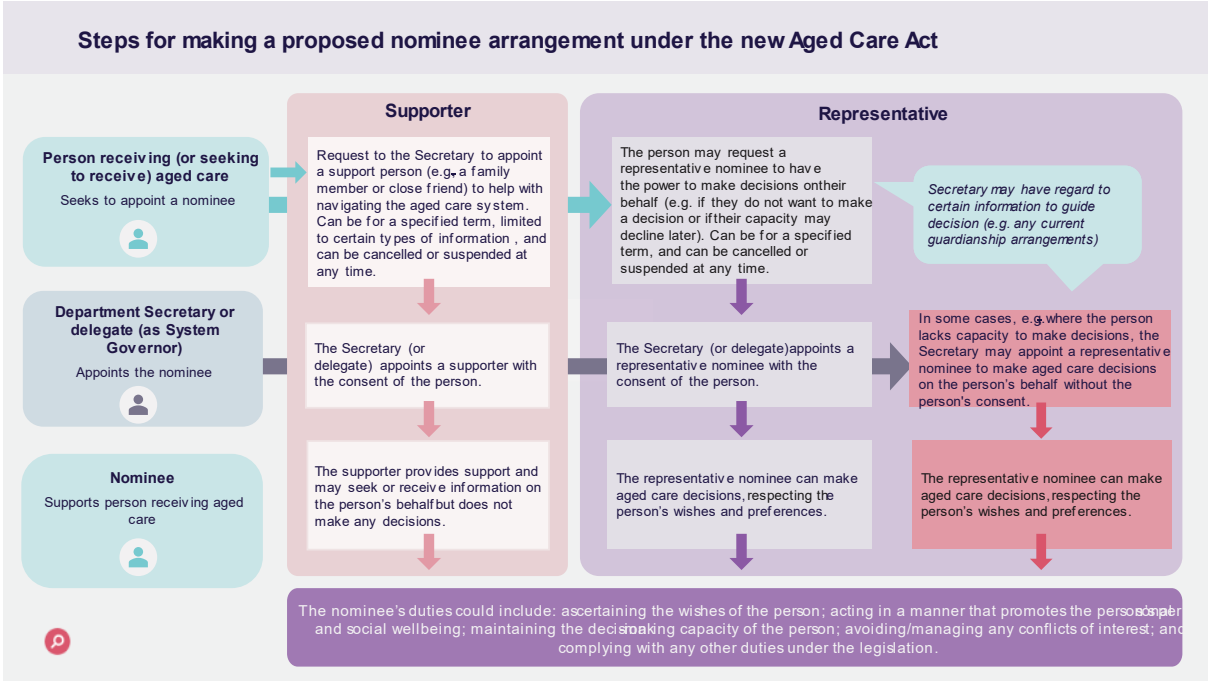 Steps for making a proposed nominee arrangement under the new Aged Care Act
Person receiving (or seeking
to receive) aged care
Seeks to appoint a nominee
Department Secretary or
delegate (as System
Governor)
Appoints the nominee
Nominee
Supports person receiving aged
care
Supporter
Request to the Secretary to appoint
a support person (e.g. a family
member or close friend) to help with
navigating the aged care system.
Can be for a specified term, limited
to certain types of information , and
can be cancelled or suspended at
any time.
The Secretary (or
delegate) appoints a supporter with
the consent of the person.
The supporter provides support and
may seek or receive information on
the person's behalf but does not
make any decisions.
Representative
The person may request a
representative nominee to have
the power to make decisions on their
behalf (e.g. if they do not want to make
a decision or if their capacity may
decline later). Can be for a specified
term, and can be cancelled or
suspended at any time.
The Secretary (or delegate) appoints a
representative nominee with the
consent of the person.
The representative nominee can make
aged care decisions, respecting the
person's wishes and preferences.
Secretary may have regard to
certain information to guide
decision (e.g. any current
guardianship arrangements)
In some cases, e.g. where the person
lacks capacity to make decisions, the
Secretary may appoint a representative
nominee to make aged care decisions
on the person's behalf without the
person's consent.
The representative nominee can make
aged care decisions, respecting the
person's wishes and preferences.
The nominee's duties could include: ascertaining the wishes of the person; acting in a manner that promotes the person's
and social wellbeing; maintaining the decision making capacity of the person; avoiding/managing any conflicts of interest; and
complying with any other duties under the legislation.